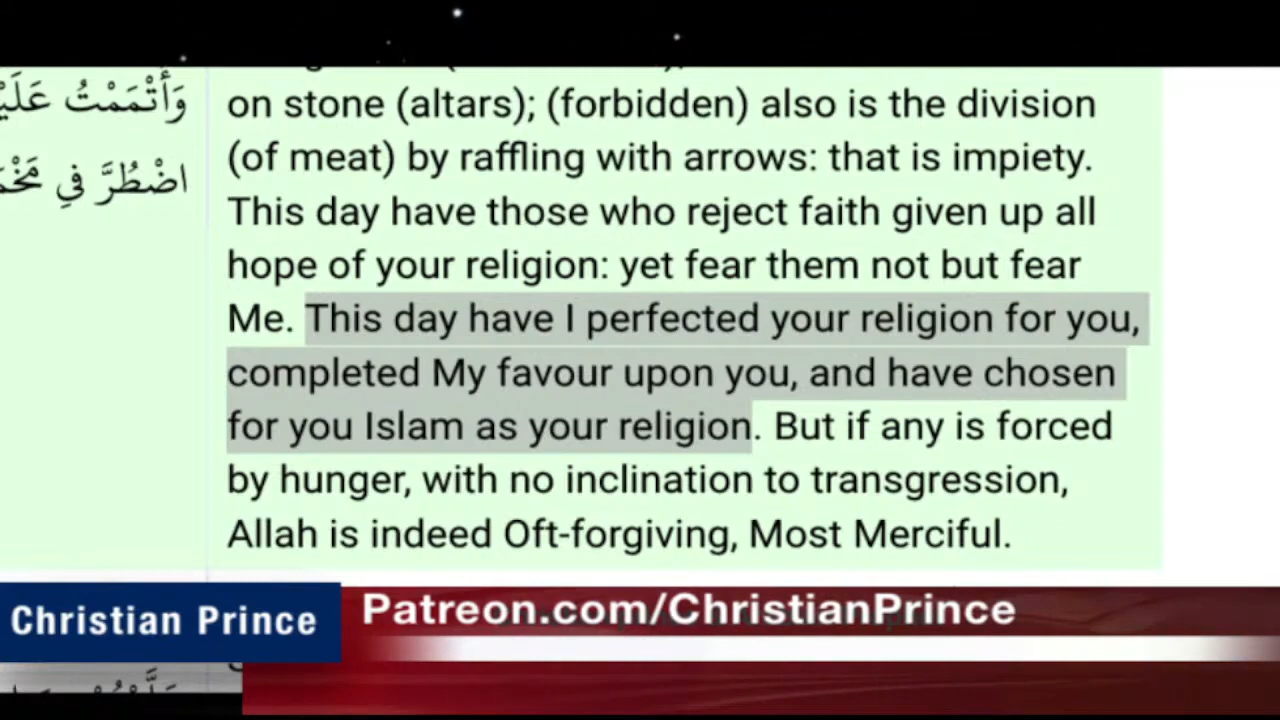 وَأَتْمَمْتُ
اضْطُرَّ فِي
on stone (altars); (forbidden) also is the division
(of meat) by raffling with arrows: that is impiety.
This day have those who reject faith given up all
hope of your religion: yet fear them not but fear
Me. This day have I perfected your religion for you,
completed My favour upon you, and have chosen
for you Islam as your religion. But if any is forced
by hunger, with no inclination to transgression,
Allah is indeed Oft-forgiving, Most Merciful.
Christian Prince
Patreon.com/ChristianPrince